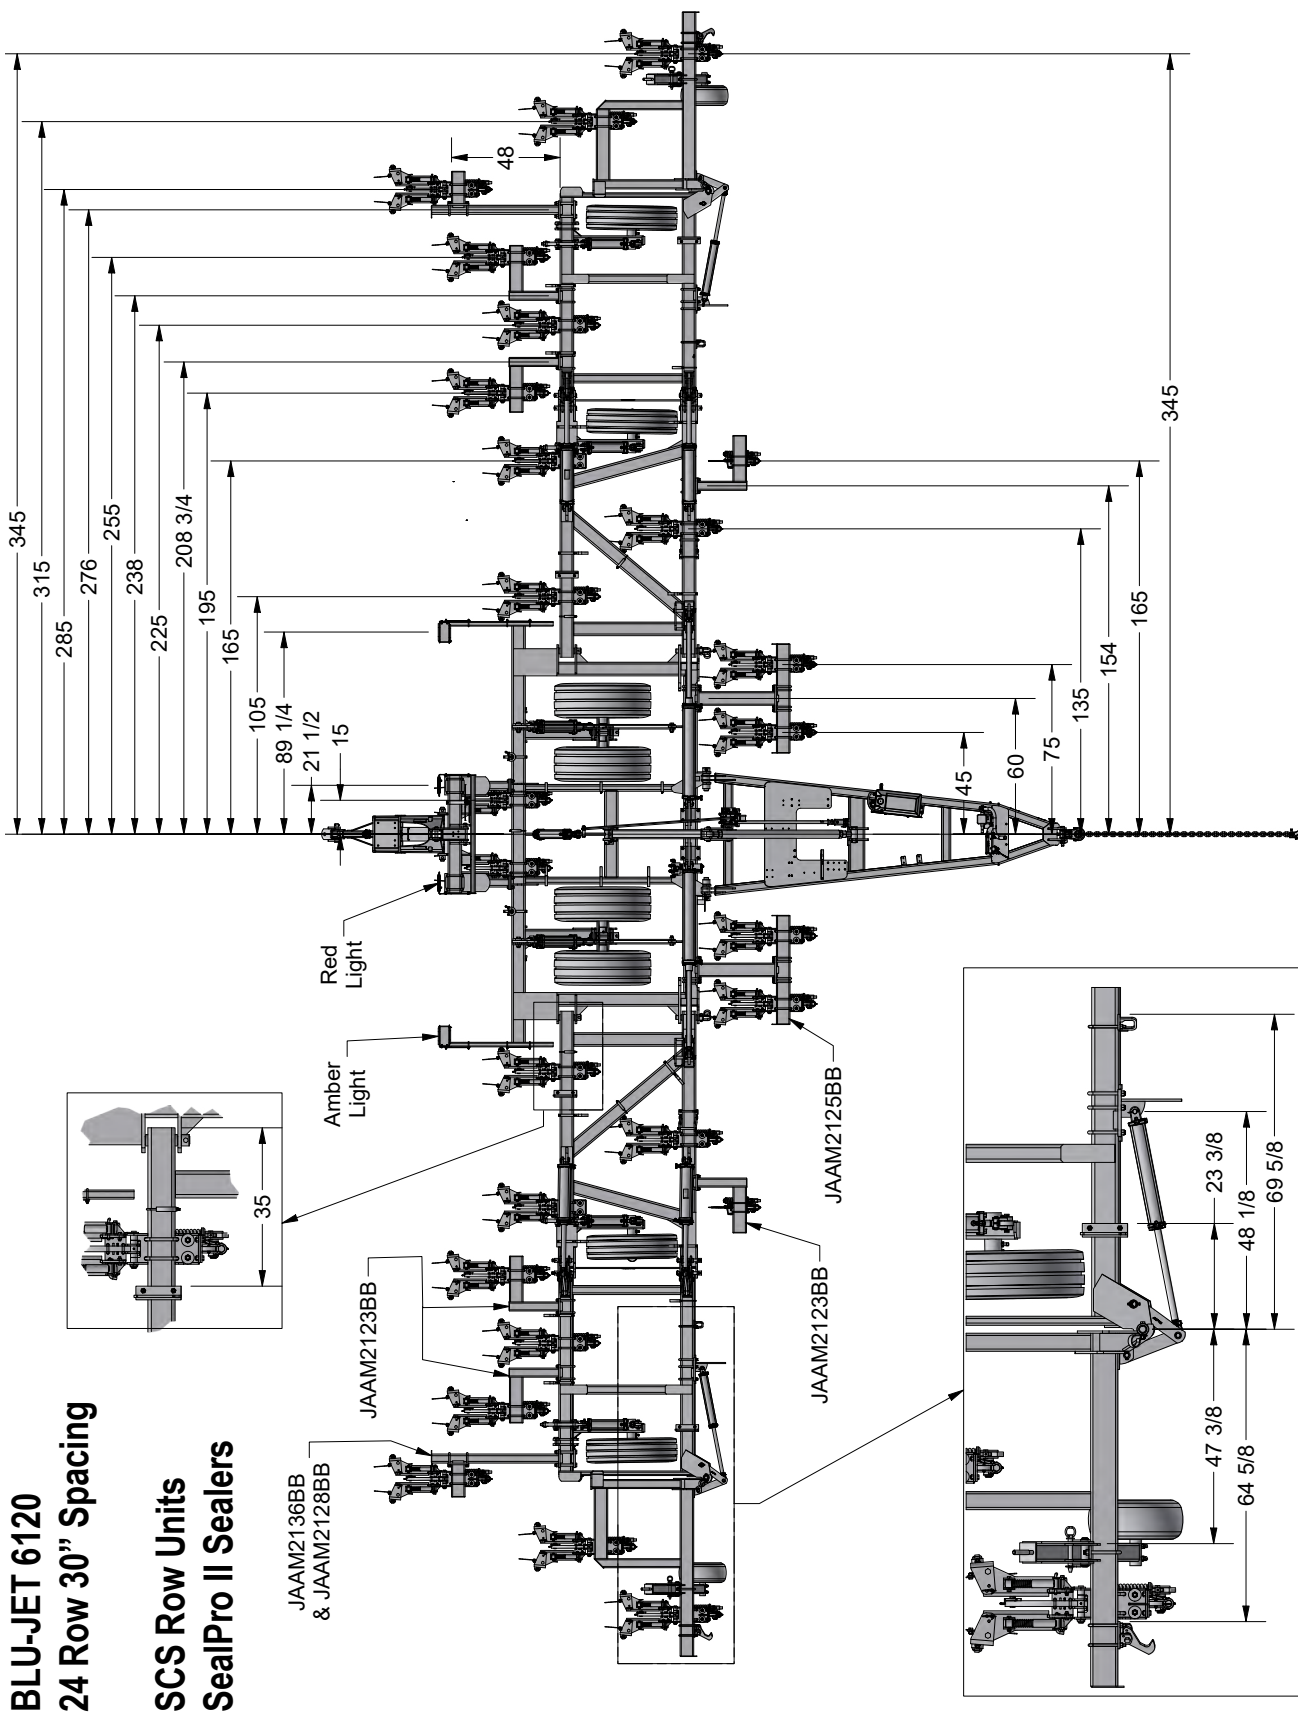 BLU-JET 6120
24 Row 30” Spacing
SCS Row Units
SealPro II Sealers
345
315
285
276
255
238
225
208 3/4
195
165
105
89 1/4
21 1/2
15
48
Red
Light
Amber
Light
35
JAAM2123BB
JAAM2136BB
& JAAM2128BB
JAAM2125BB
JAAM2123BB
345
165
154
135
75
60
45
23 3/8
48 1/8
69 5/8
47 3/8
64 5/8